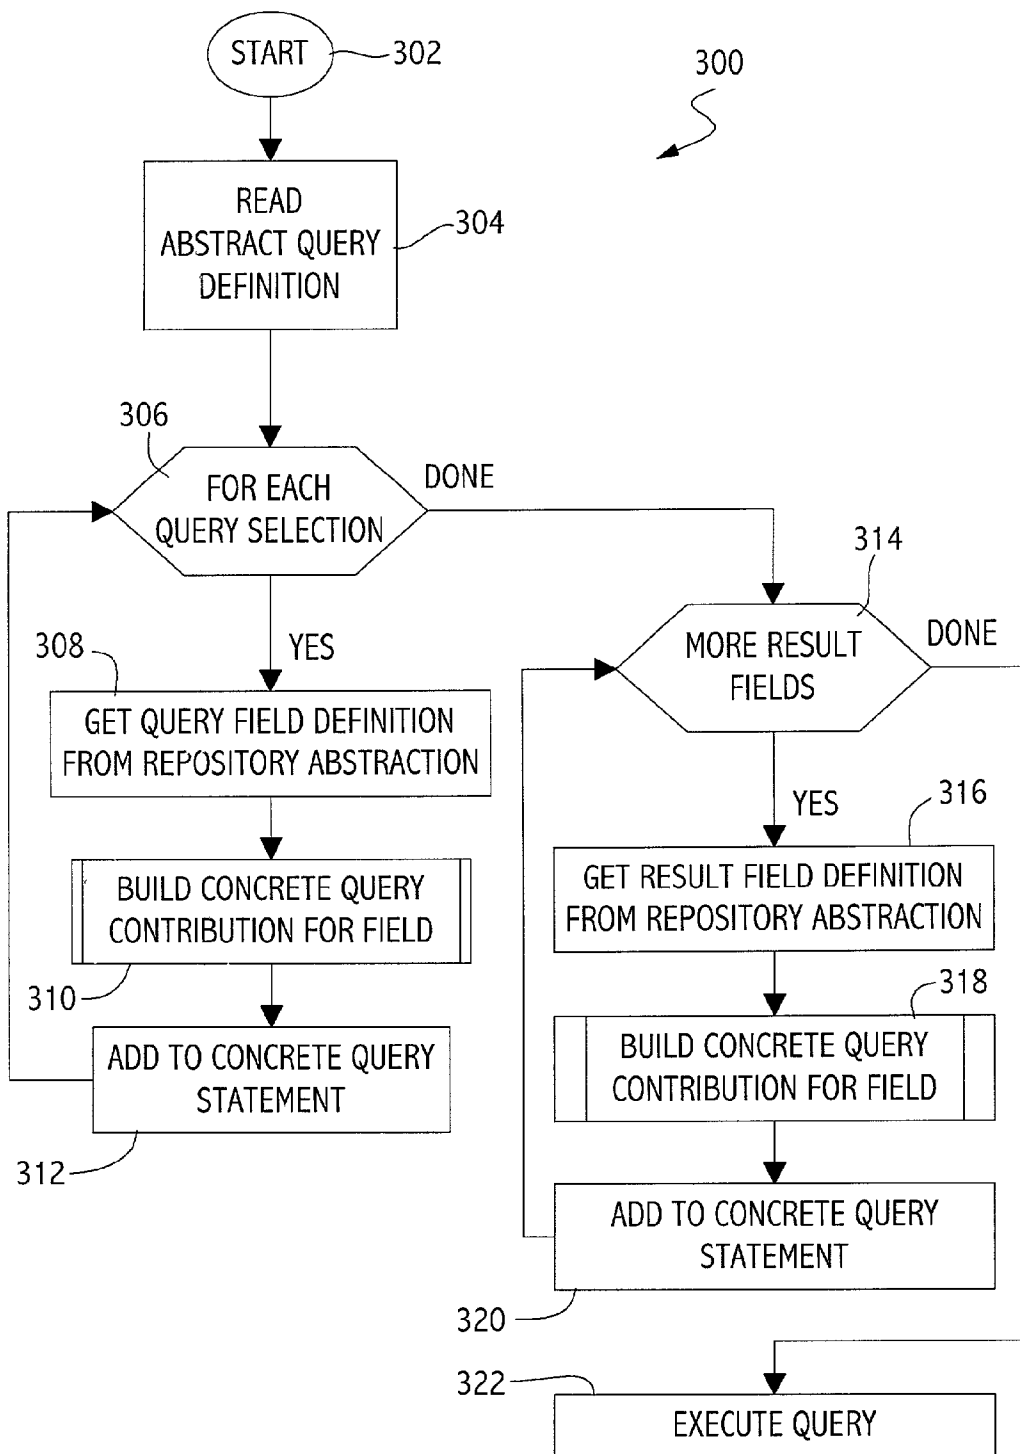 START
302
300
READ
ABSTRACT QUERY
DEFINITION
304
306
FOR EACH
QUERY SELECTION
DONE
314
YES
308
GET QUERY FIELD DEFINITION
FROM REPOSITORY ABSTRACTION
MORE RESULT
FIELDS
DONE
YES
316
BUILD CONCRETE QUERY
CONTRIBUTION FOR FIELD
310
GET RESULT FIELD DEFINITION
FROM REPOSITORY ABSTRACTION
318
ADD TO CONCRETE QUERY
STATEMENT
312
BUILD CONCRETE QUERY
CONTRIBUTION FOR FIELD
ADD TO CONCRETE QUERY
STATEMENT
320
322
EXECUTE QUERY